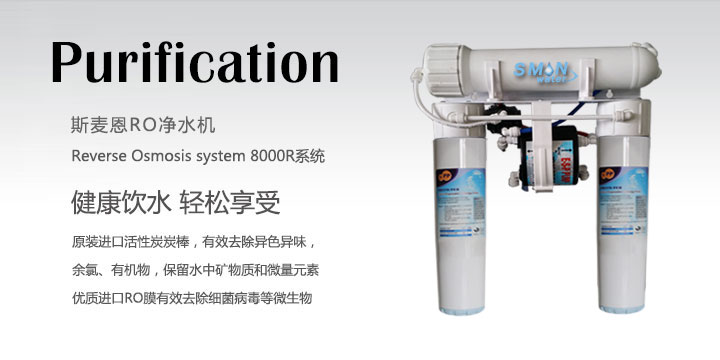 Purification
斯麦恩RO净水机
Reverse Osmosis system 8000R系统
健康饮水 轻松享受
原装进口活性炭炭棒，有效去除异色异味，
余氯、有机物，保留水中矿物质和微量元素
优质进口RO膜有效去除细菌病毒等微生物
SMON
water